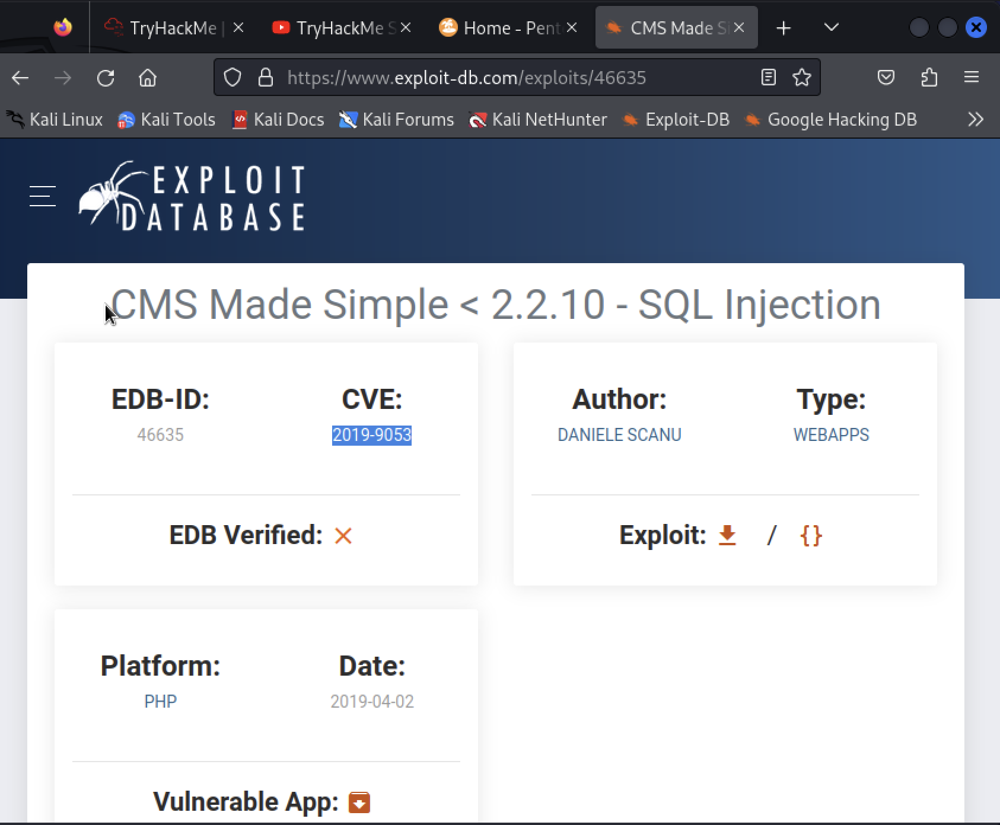 TryHackMe | TryHackMe S Home - Pent CMS Made Si
https://www.exploit-db.com/exploits/46635
Kali Linux Kali Tools Kali Docs Kali Forums Kali NetHunter Exploit-DB Google Hacking DB
EXPLOIT
DATABASE
CMS Made Simple < 2.2.10 - SQL Injection
EDB-ID: CVE:
46635 2019-9053
EDB Verified: ×
Author: Type:
DANIELE SCANU WEBAPPS
Exploit: / {}
Platform: Date:
PHP 2019-04-02
Vulnerable App: